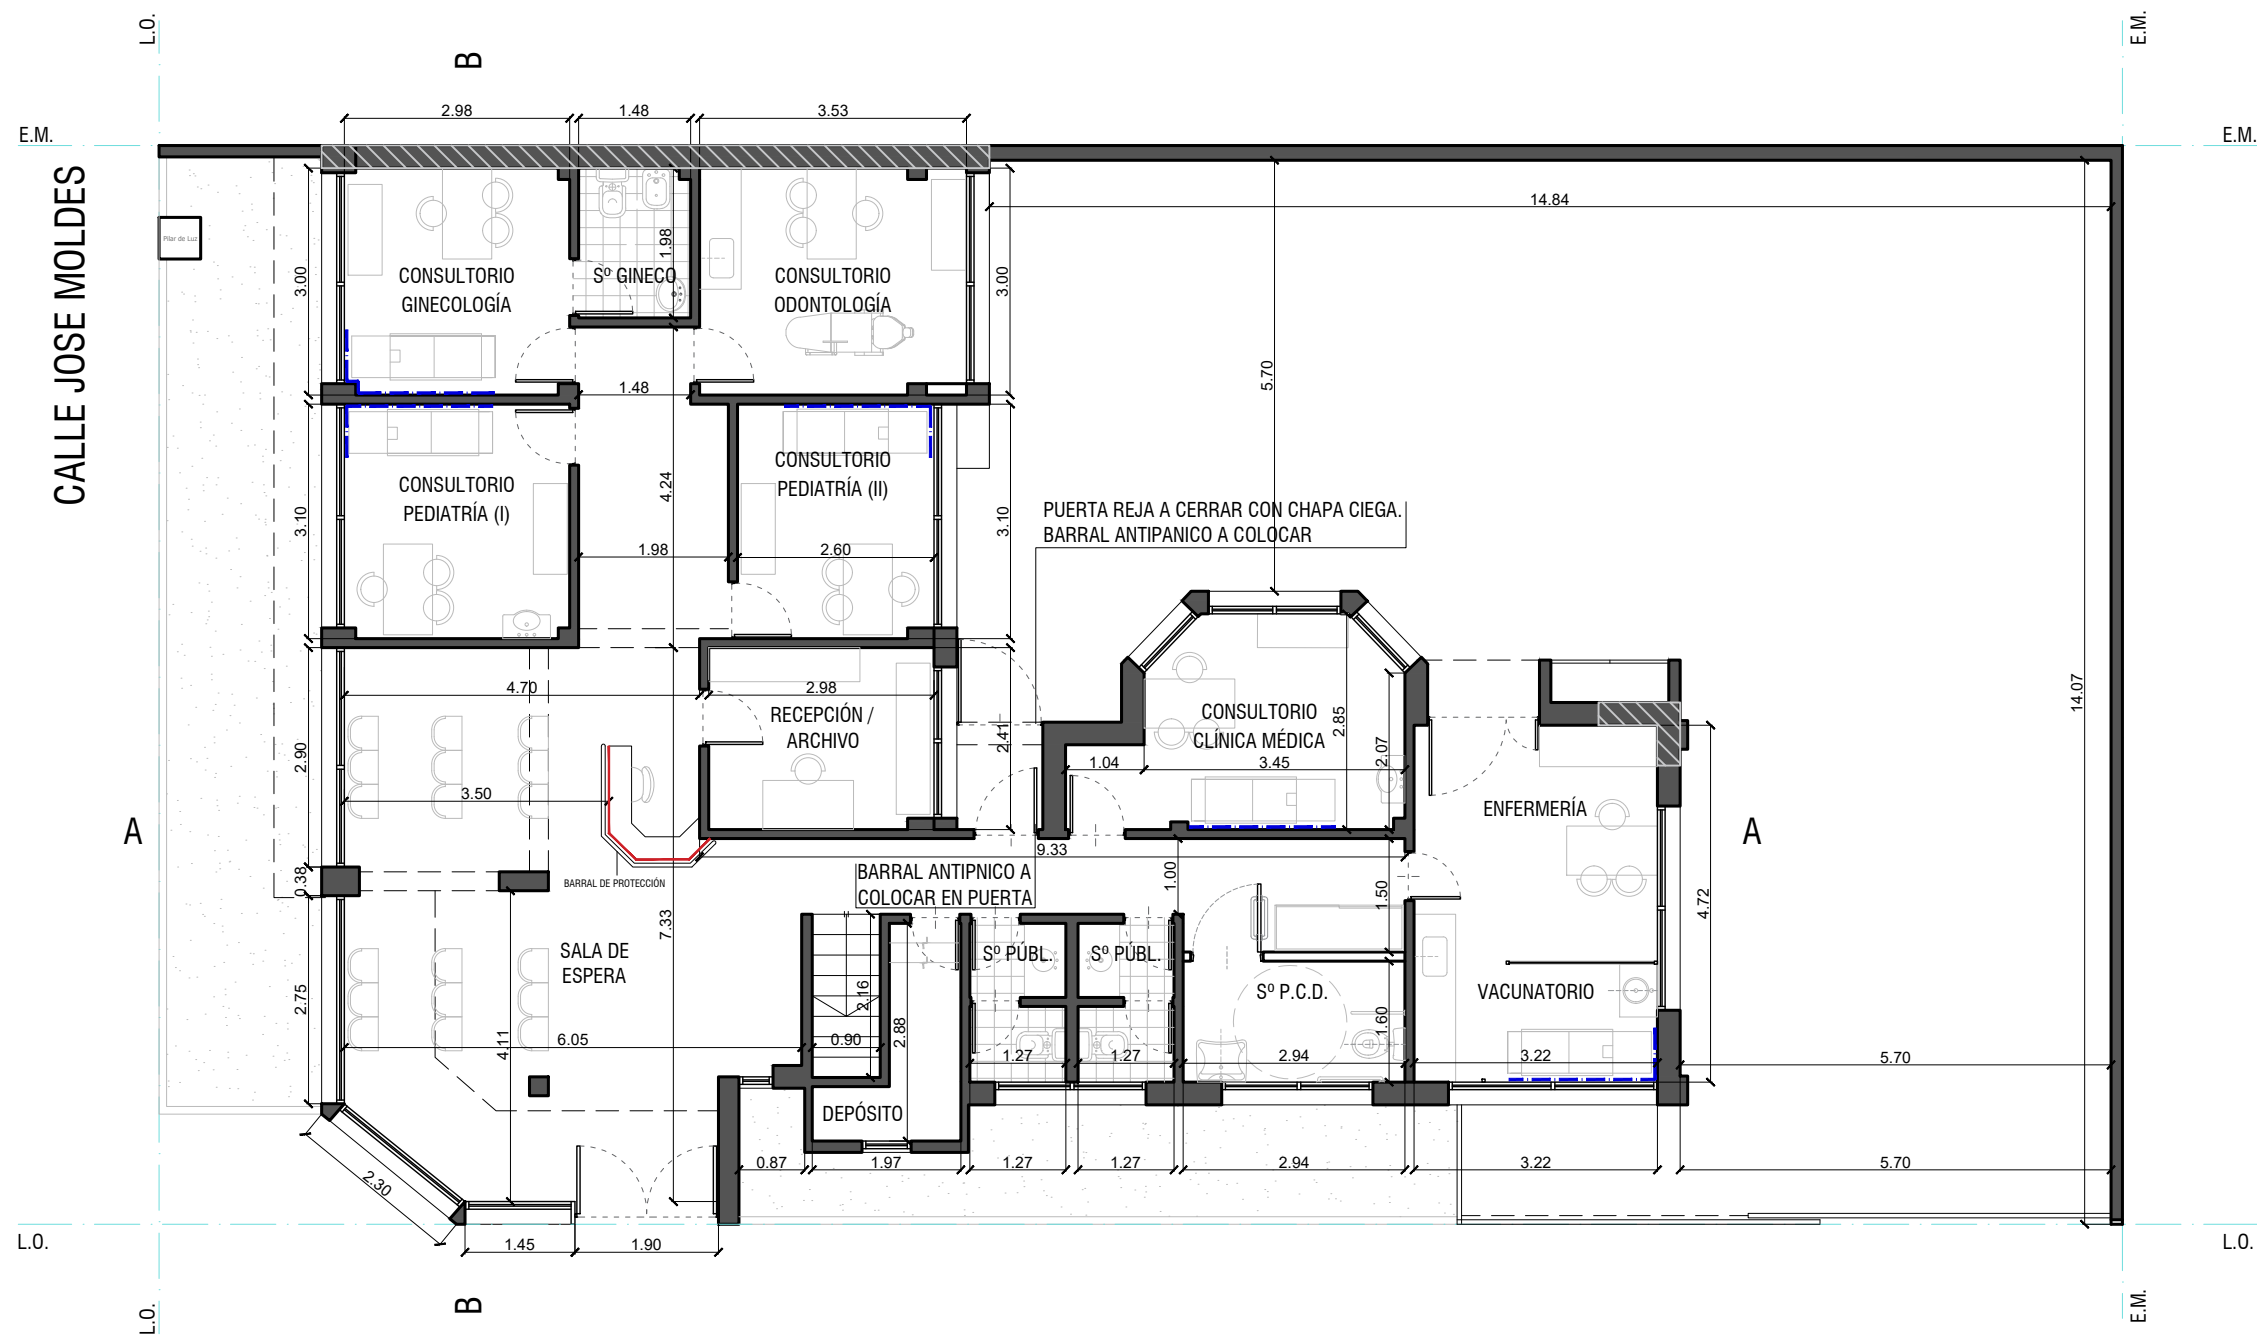 L.O.
E.M.
B
2.98
1.48
3.53
E.M.
E.M.
CALLE JOSE MOLDES
Pilar de Luz
14.84
3.00
1.98
3.00
CONSULTORIO
GINECOLOGÍA
Sº GINECO
CONSULTORIO
ODONTOLOGÍA
5.70
1.48
CONSULTORIO
PEDIATRÍA (I)
CONSULTORIO
PEDIATRÍA (II)
4.24
3.10
3.10
PUERTA REJA A CERRAR CON CHAPA CIEGA.
BARRAL ANTIPANICO A COLOCAR
1.98
2.60
14.07
4.70
2.98
RECEPCIÓN /
ARCHIVO
CONSULTORIO
CLÍNICA MÉDICA
2.85
2.07
2.41
2.90
1.04
3.45
3.50
ENFERMERÍA
A
A
9.33
BARRAL DE PROTECCIÓN
BARRAL ANTIPNICO A
COLOCAR EN PUERTA
0.38
1.00
1.50
4.72
7.33
SALA DE
ESPERA
Sº PÚBL.
Sº PÚBL.
Sº P.C.D.
VACUNATORIO
2.75
2.16
2.88
1.60
4.11
6.05
0.90
1.27
1.27
2.94
3.22
5.70
DEPÓSITO
0.87
1.97
1.27
1.27
2.94
3.22
5.70
2.30
1.45
1.90
L.O.
L.O.
B
L.O.
E.M.